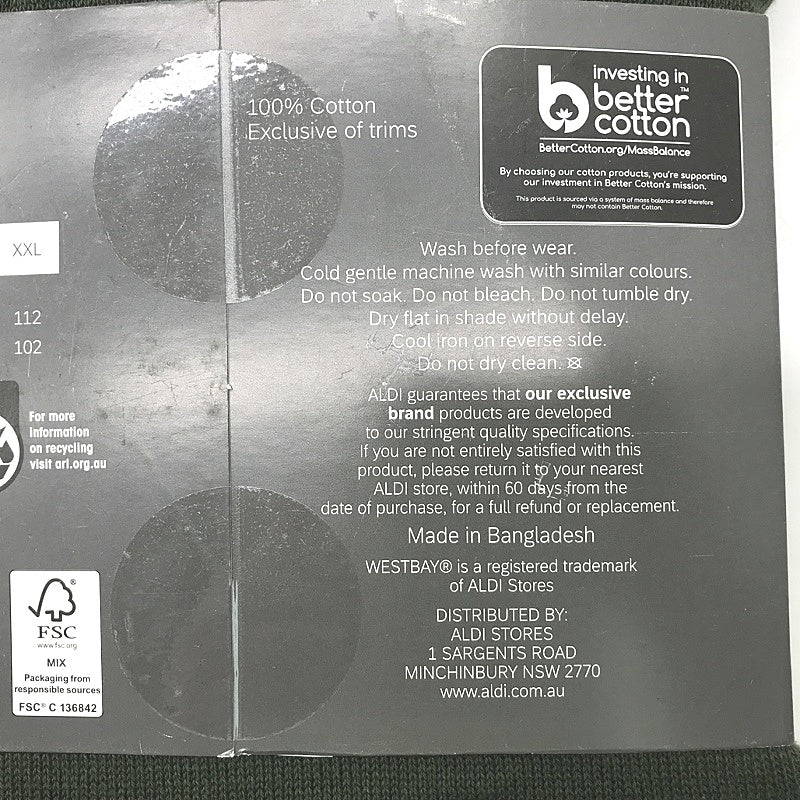 100% Cotton
Exclusive of trims
investing in
better™
cotton
BetterCotton.org/MassBalance
By choosing our cotton products, you're supporting
our investment in Better Cotton's mission.
This product is sourced via a system of mass balance and therefore
may not contain Better Cotton.
XXL
112
102
Wash before wear.
Cold gentle machine wash with similar colours.
Do not soak. Do not bleach. Do not tumble dry.
Dry flat in shade without delay.
Cool iron on reverse side.
Do not dry clean.
ALDI guarantees that our exclusive
brand products are developed
to our stringent quality specifications.
If you are not entirely satisfied with this
product, please return it to your nearest
ALDI store, within 60 days from the
date of purchase, for a full refund or replacement.
Made in Bangladesh
WESTBAY® is a registered trademark
of ALDI Stores
DISTRIBUTED BY:
ALDI STORES
1 SARGENTS ROAD
MINCHINBURY NSW 2770
www.aldi.com.au
For more
information
on recycling
visit arl.org.au
®
FSC
www.fsc.org
MIX
Packaging from
responsible sources
FSC® C 136842